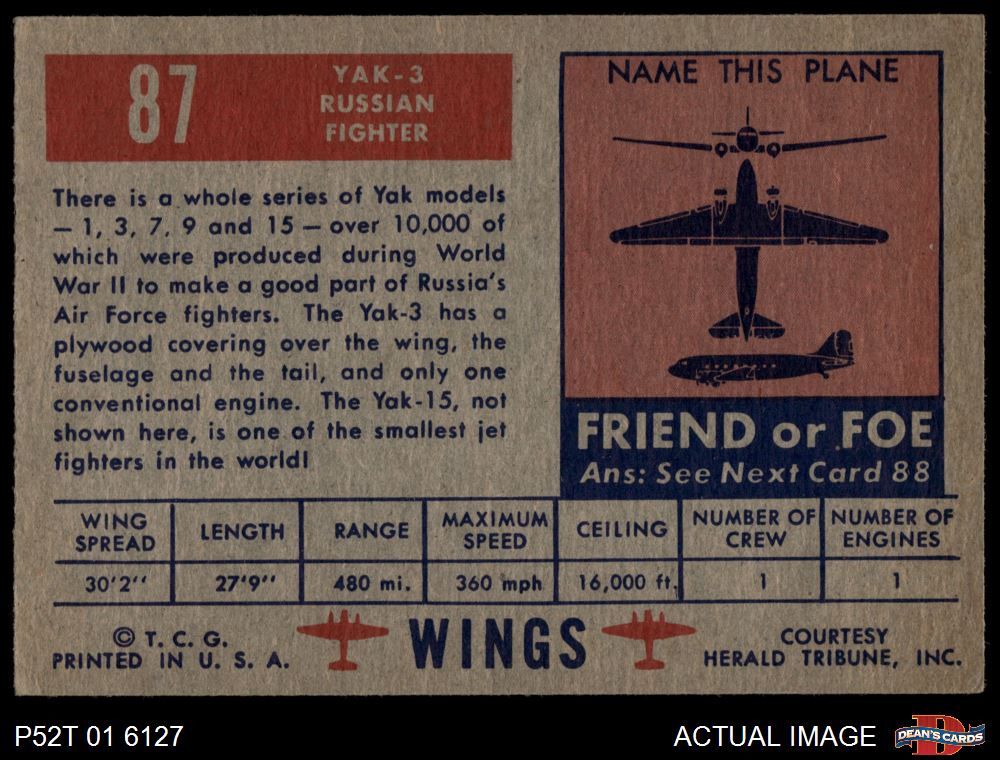 87
YAK-3
RUSSIAN
FIGHTER
There is a whole series of Yak models
— 1, 3, 7, 9 and 15 — over 10,000 of
which were produced during World
War II to make a good part of Russia's
Air Force fighters. The Yak-3 has a
plywood covering over the wing, the
fuselage and the tail, and only one
conventional engine. The Yak-15, not
shown here, is one of the smallest jet
fighters in the world!
NAME THIS PLANE
FRIEND or FOE
Ans: See Next Card 88
WING SPREAD LENGTH RANGE MAXIMUM SPEED CEILING NUMBER OF CREW NUMBER OF ENGINES
30'2'' 27'9'' 480 mi. 360 mph 16,000 ft. 1 1
© T. C. G.
PRINTED IN U. S. A.
WINGS
COURTESY
HERALD TRIBUNE, INC.
P52T 01 6127
ACTUAL IMAGE
D
DEAN'S CARDS